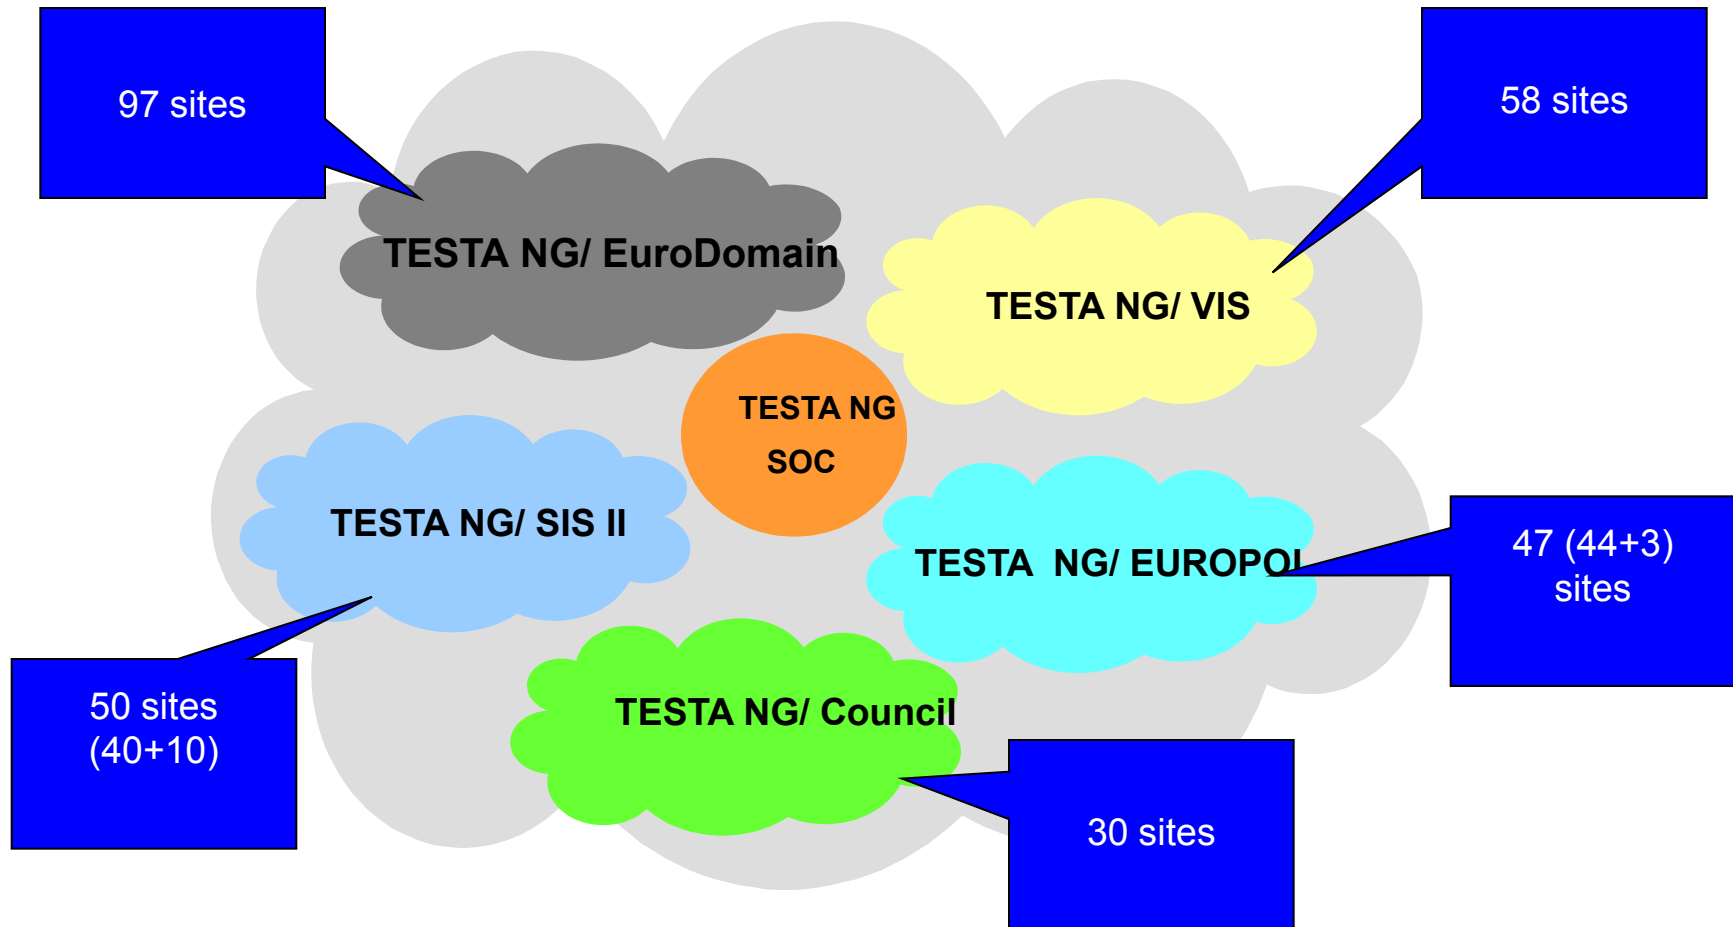 97 sites
58 sites
TESTA NG/ EuroDomain
TESTA NG/ VIS
TESTA NG
SOC
TESTA NG/ SIS II
TESTA  NG/ EUROPOL
47 (44+3)
sites
50 sites
(40+10)
TESTA NG/ Council
30 sites